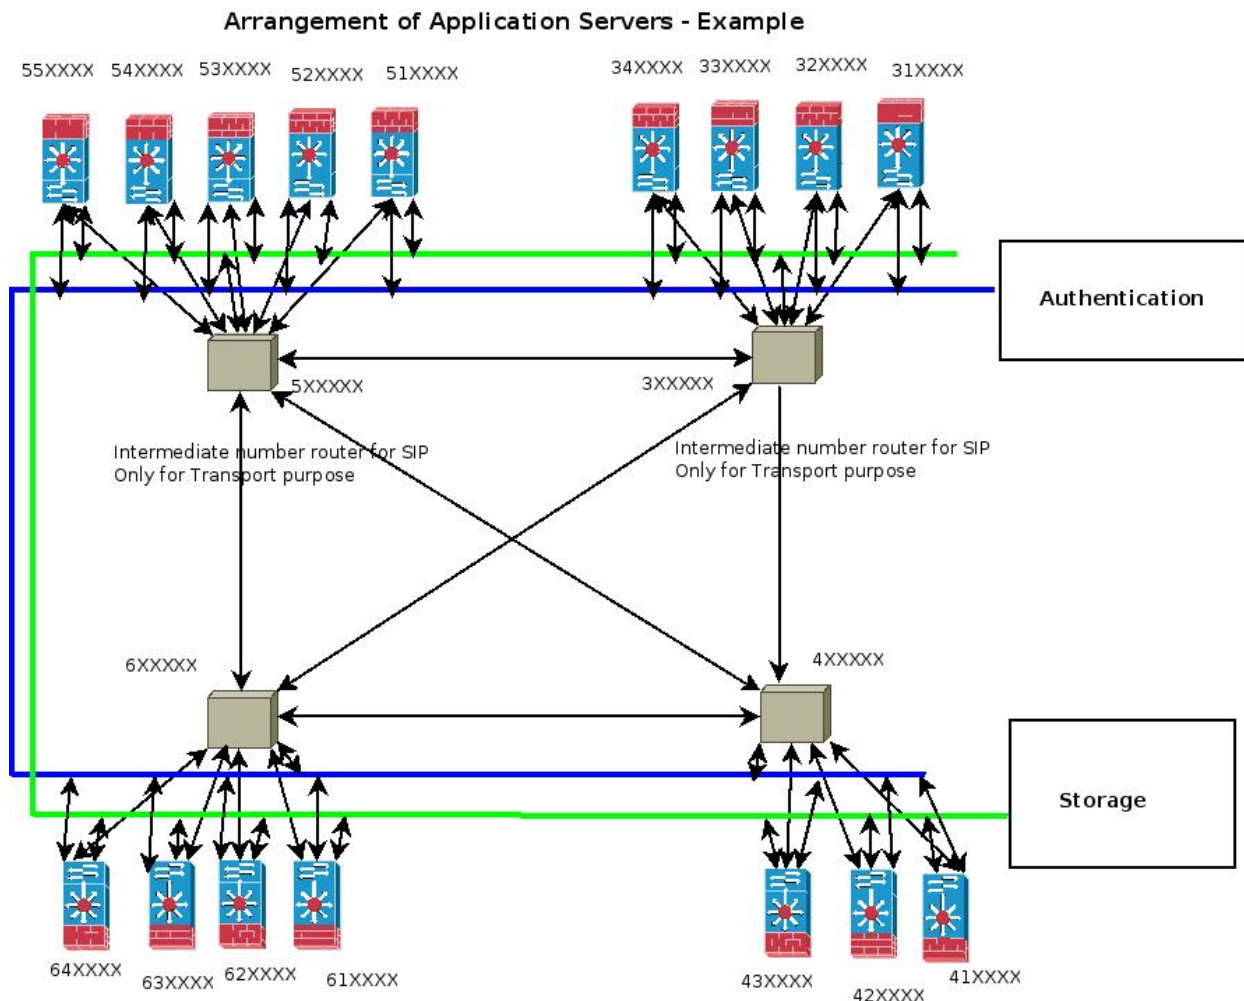 Arrangement of Application Servers - Example
55XXXX
54XXXX
53XXXX
52XXXX
51XXXX
34XXXX
33XXXX
32XXXX
31XXXX
Authentication
5XXXXX
3XXXXX
Intermediate number router for SIP
Only for Transport purpose
Intermediate number router for SIP
Only for Transport purpose
6XXXXX
4XXXXX
Storage
64XXXX
63XXXX
62XXXX
61XXXX
43XXXX
42XXXX
41XXXX